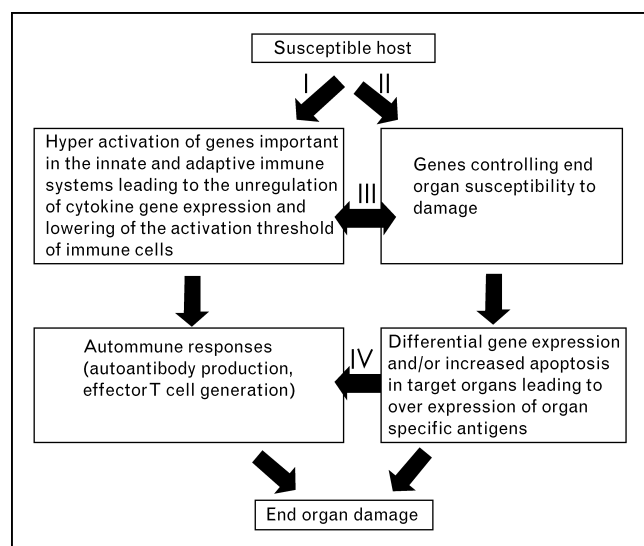 Susceptible host
I
II
Hyper activation of genes important
in the innate and adaptive immune
systems leading to the unregulation
of cytokine gene expression and
lowering of the activation threshold
of immune cells
III
Genes controlling end
organ susceptibility to
damage
Autommune responses
(autoantibody production,
effector T cell generation)
IV
Differential gene expression
and/or increased apoptosis
in target organs leading to
over expression of organ
specific antigens
End organ damage